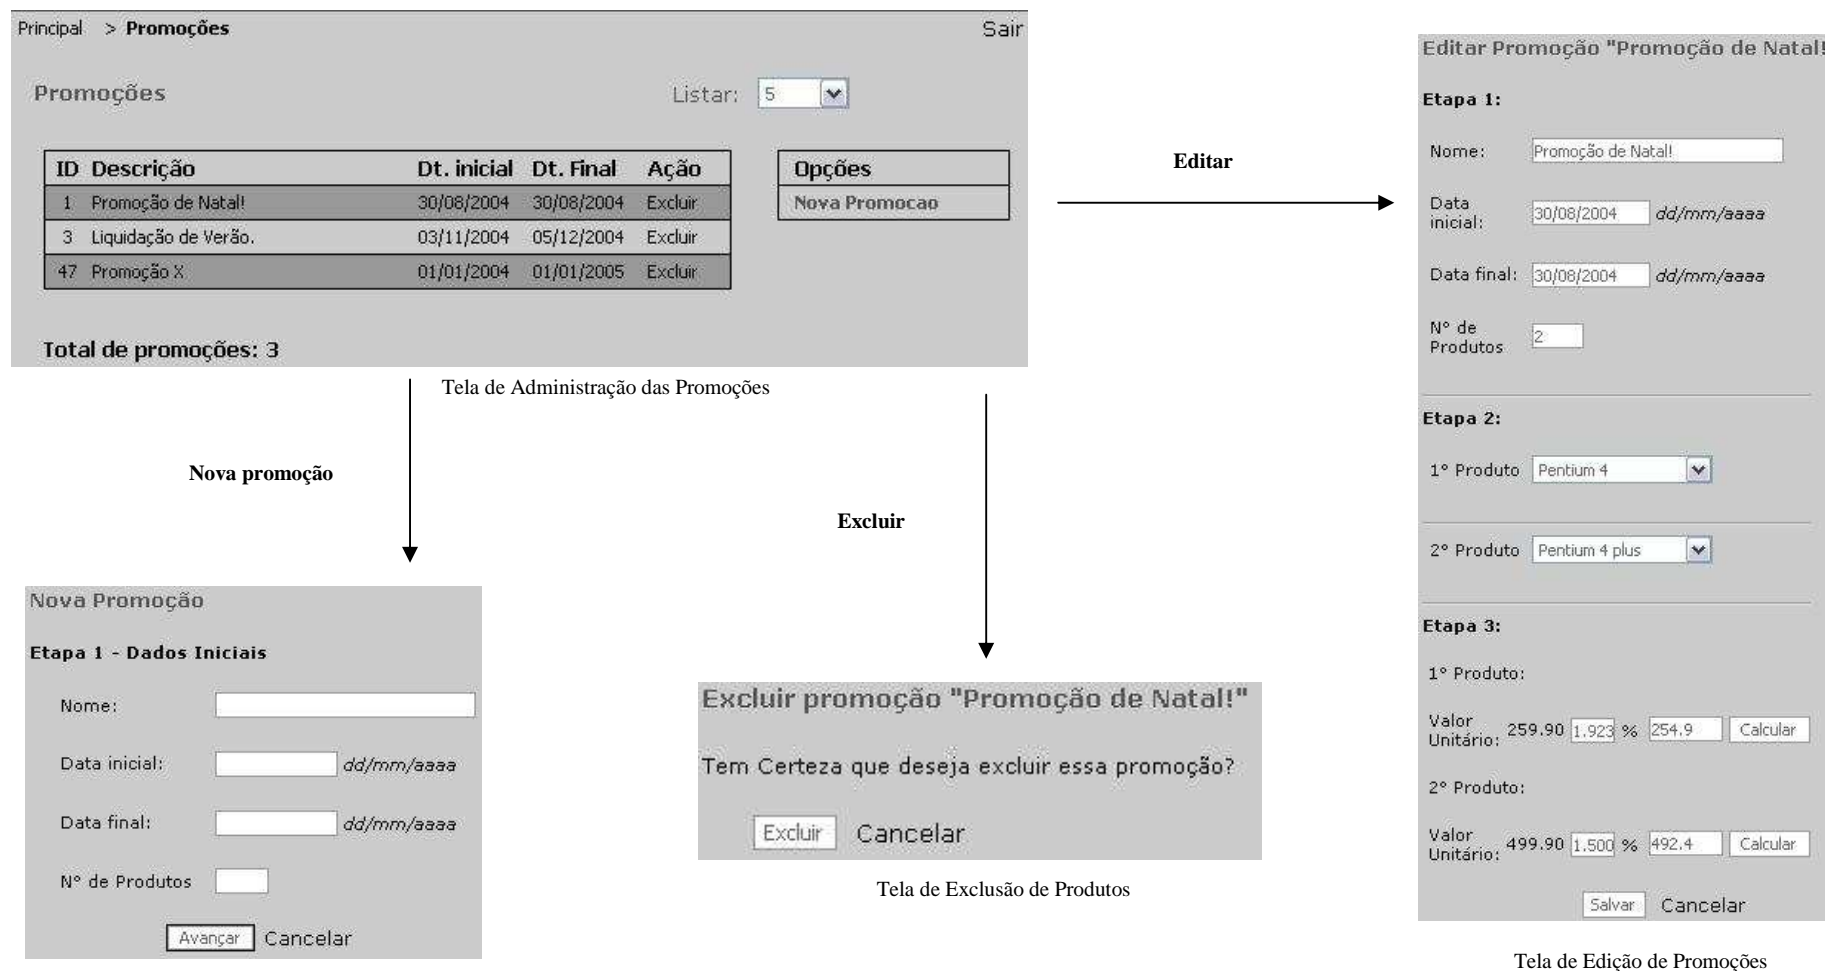 Principal > Promoções Sair
Promoções Listar: 5
ID Descrição Dt. inicial Dt. Final Ação
1 Promoção de Natal! 30/08/2004 30/08/2004 Excluir
3 Liquidação de Verão. 03/11/2004 05/12/2004 Excluir
47 Promoção X 01/01/2004 01/01/2005 Excluir
Opções
Nova Promocao
Total de promoções: 3
Tela de Administração das Promoções
Nova promoção
Excluir
Editar
Nova Promoção
Etapa 1 - Dados Iniciais
Nome:
Data inicial: dd/mm/aaaa
Data final: dd/mm/aaaa
Nº de Produtos
Avançar Cancelar
Excluir promoção "Promoção de Natal!"
Tem Certeza que deseja excluir essa promoção?
Excluir Cancelar
Tela de Exclusão de Produtos
Editar Promoção "Promoção de Natal!
Etapa 1:
Nome: Promoção de Natal!
Data
inicial: 30/08/2004 dd/mm/aaaa
Data final: 30/08/2004 dd/mm/aaaa
Nº de
Produtos 2
Etapa 2:
1º Produto Pentium 4
2º Produto Pentium 4 plus
Etapa 3:
1º Produto:
Valor
Unitário: 259.90 1.923 % 254.9 Calcular
2º Produto:
Valor
Unitário: 499.90 1.500 % 492.4 Calcular
Salvar Cancelar
Tela de Edição de Promoções